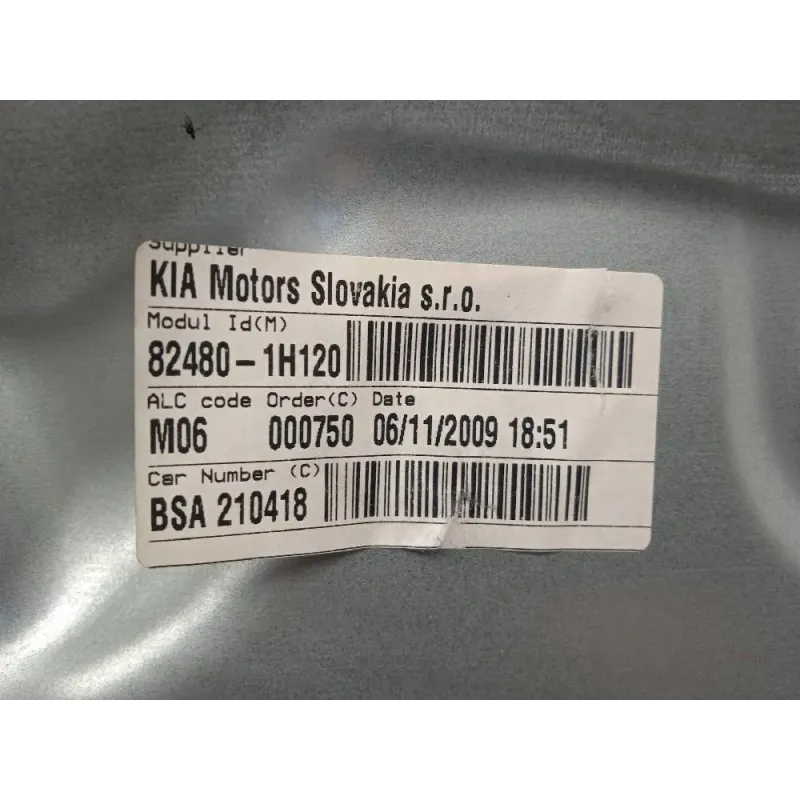 Supplier
KIA Motors Slovakia s.r.o.
Modul Id(M)
82480-1H120
ALC code Order(C) Date
M06 000750 06/11/2009 18:51
Car Number (C)
BSA 210418